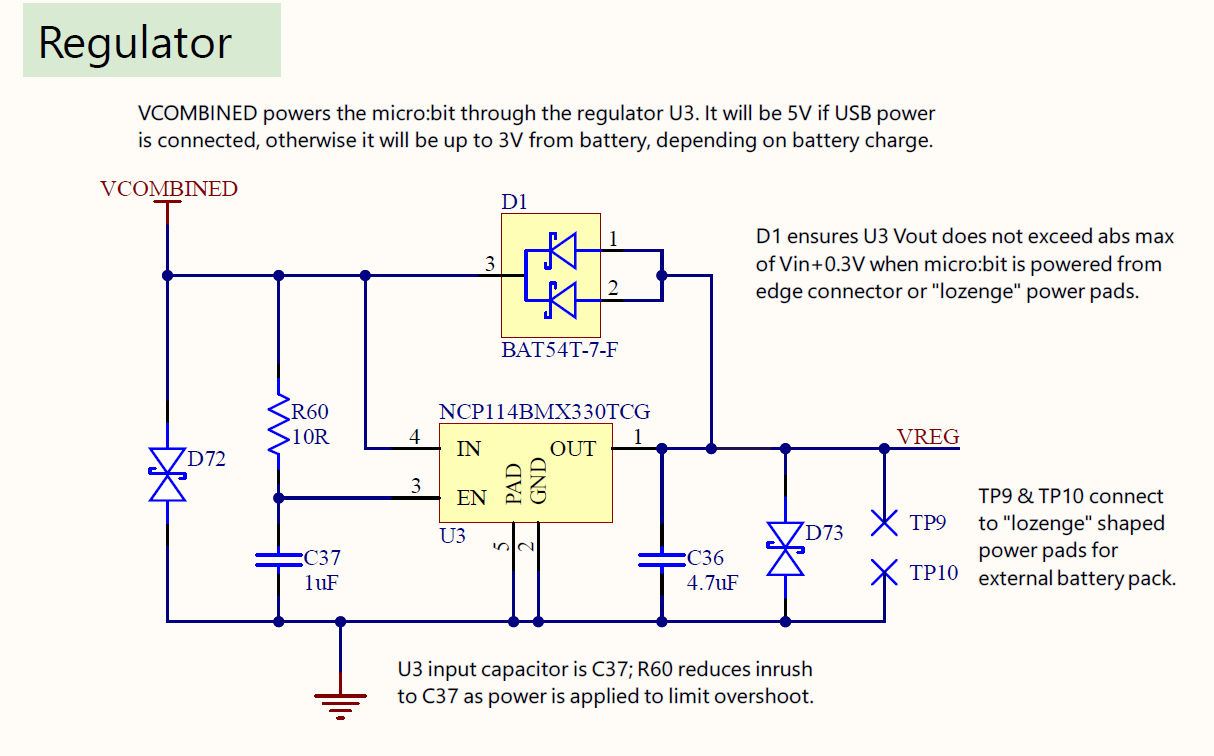 Regulator
VCOMBINED powers the micro:bit through the regulator U3. It will be 5V if USB power
is connected, otherwise it will be up to 3V from battery, depending on battery charge.
VCOMBINED
D1
D1 ensures U3 Vout does not exceed abs max
of Vin+0.3V when micro:bit is powered from
edge connector or "lozenge" power pads.
1
3
2
BAT54T-7-F
R60
10R
NCP114BMX330TCG
4
IN
OUT
1
VREG
D72
3
EN
PAD
GND
U3
5
2
TP9 & TP10 connect
to "lozenge" shaped
power pads for
external battery pack.
TP9
D73
C37
1uF
C36
4.7uF
TP10
U3 input capacitor is C37; R60 reduces inrush
to C37 as power is applied to limit overshoot.